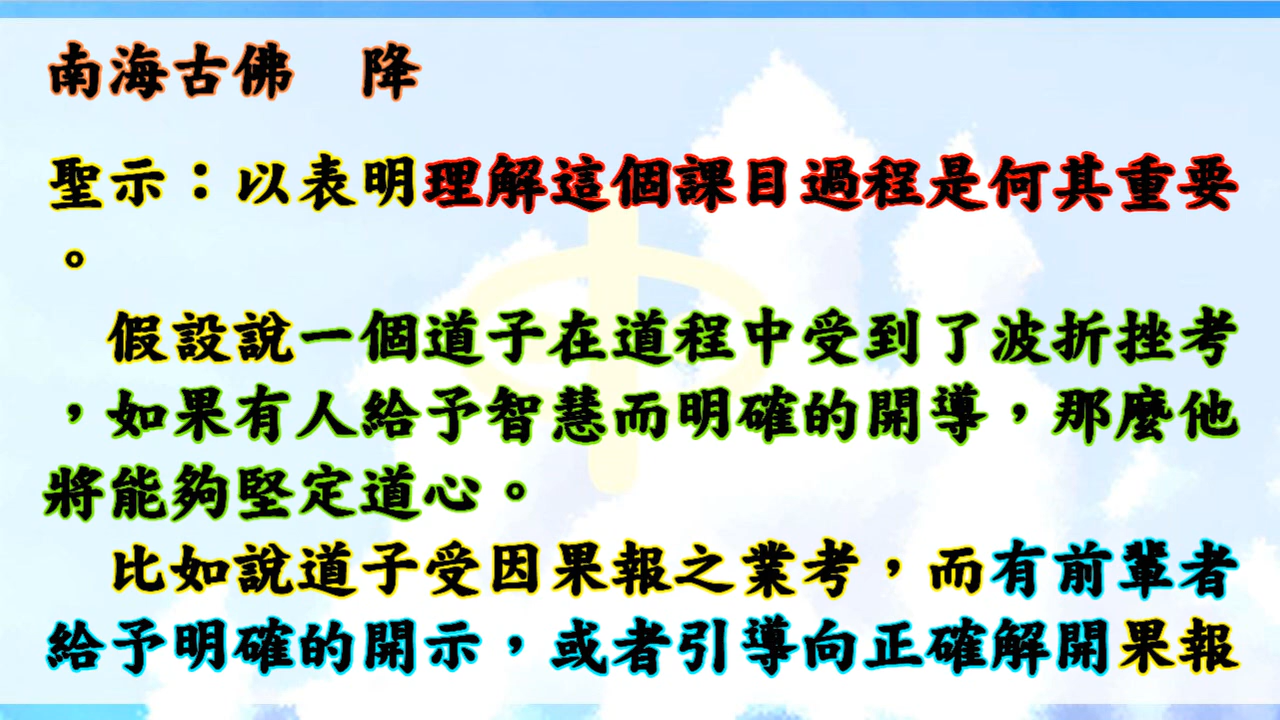 南海古佛　降
聖示：以表明理解這個課目過程是何其重要
。
假設說一個道子在道程中受到了波折挫考
，如果有人給予智慧而明確的開導，那麼他
將能夠堅定道心。
比如說道子受因果報之業考，而有前輩者
給予明確的開示，或者引導向正確解開果報